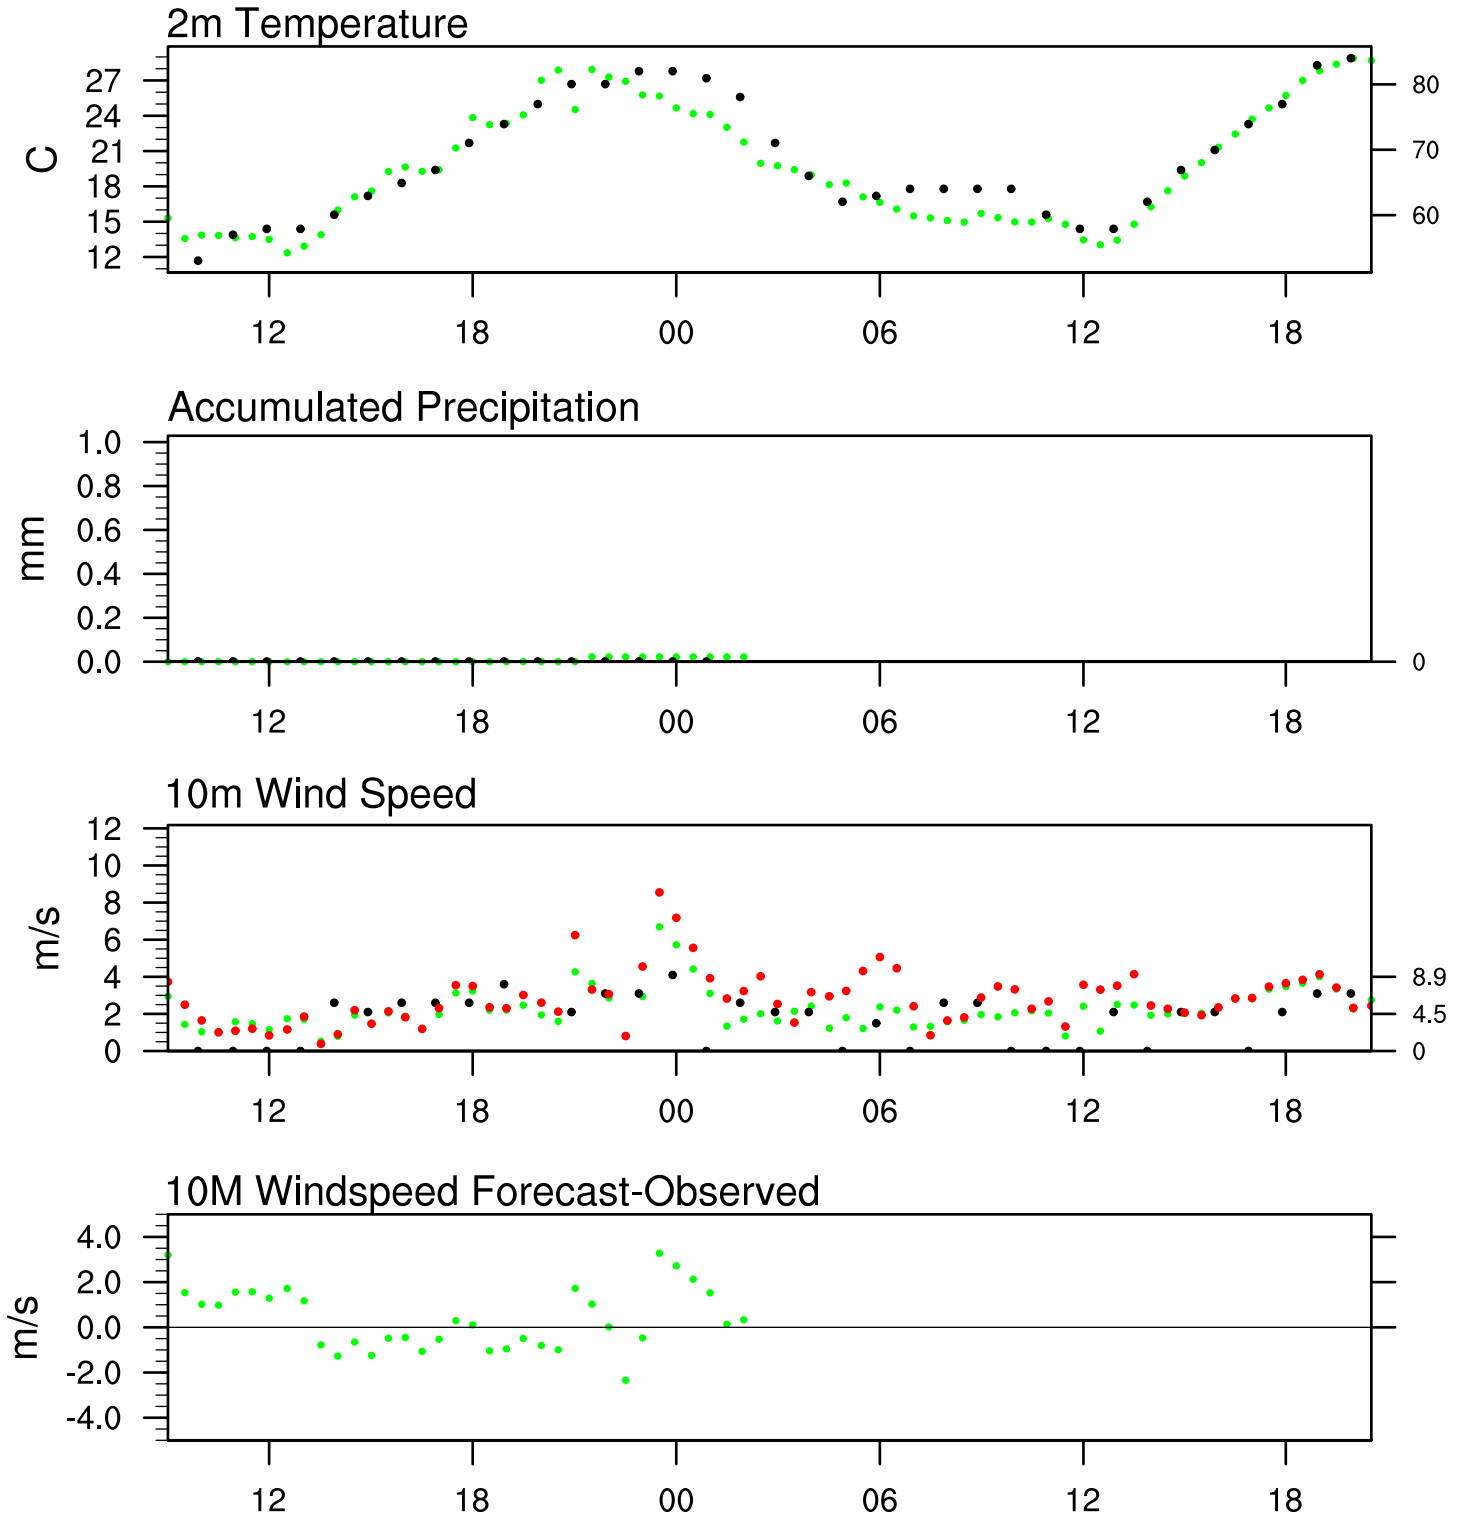 2m Temperature
C
27
24
21
18
15
12
80
70
60
12 18 00 06 12 18
Accumulated Precipitation
mm
1.0
0.8
0.6
0.4
0.2
0.0
0
12 18 00 06 12 18
10m Wind Speed
m/s
12
10
8
6
4
2
0
8.9
4.5
0
12 18 00 06 12 18
10M Windspeed Forecast-Observed
m/s
4.0
2.0
0.0
-2.0
-4.0
12 18 00 06 12 18